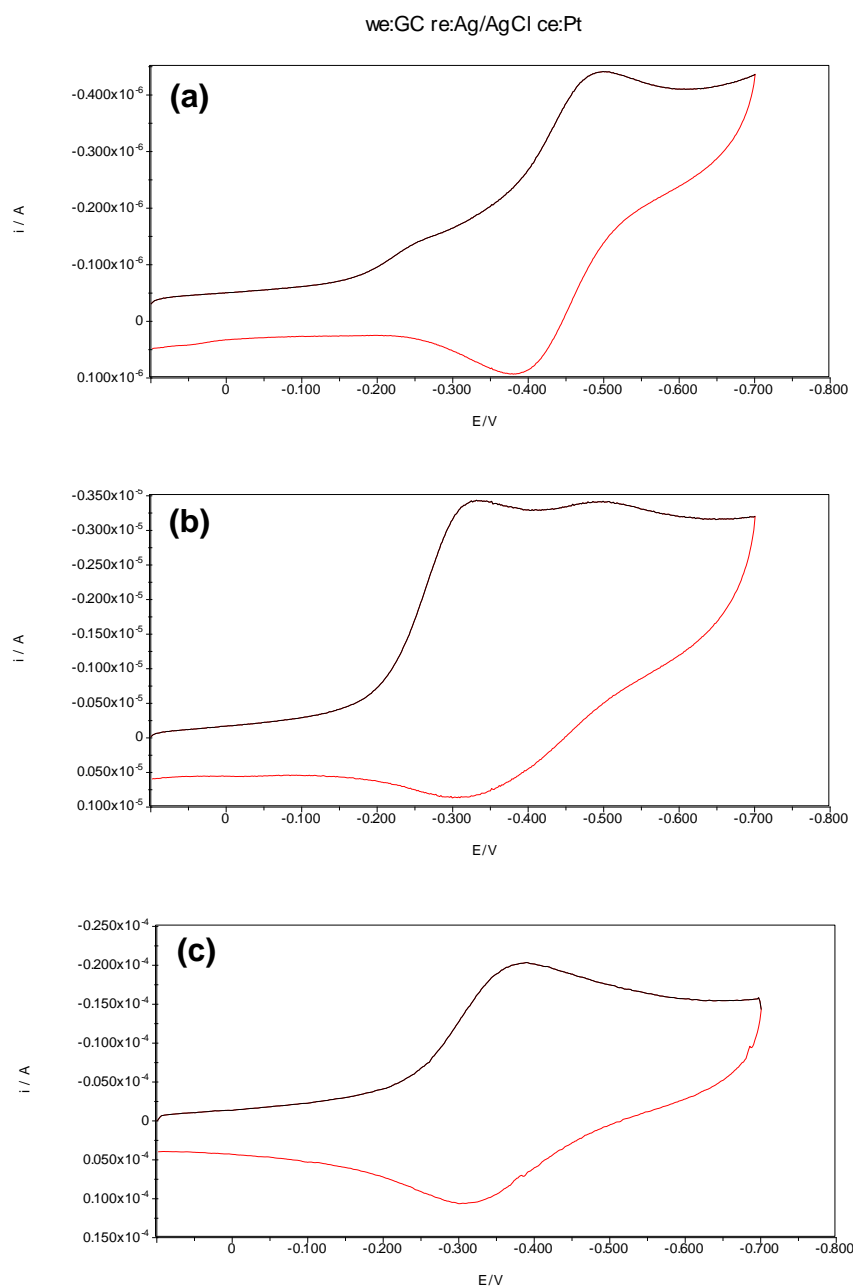 we:GC re:Ag/AgCl ce:Pt
(a)
-0.400x10-6
-0.300x10-6
-0.200x10-6
-0.100x10-6
0
0.100x10-6
i / A
0 -0.100 -0.200 -0.300 -0.400 -0.500 -0.600 -0.700 -0.800
E/V
(b)
-0.350x10-5
-0.300x10-5
-0.250x10-5
-0.200x10-5
-0.150x10-5
-0.100x10-5
-0.050x10-5
0
0.050x10-5
0.100x10-5
i / A
0 -0.100 -0.200 -0.300 -0.400 -0.500 -0.600 -0.700 -0.800
E/V
(c)
-0.250x10-4
-0.200x10-4
-0.150x10-4
-0.100x10-4
-0.050x10-4
0
0.050x10-4
0.100x10-4
0.150x10-4
i / A
0 -0.100 -0.200 -0.300 -0.400 -0.500 -0.600 -0.700 -0.800
E/V